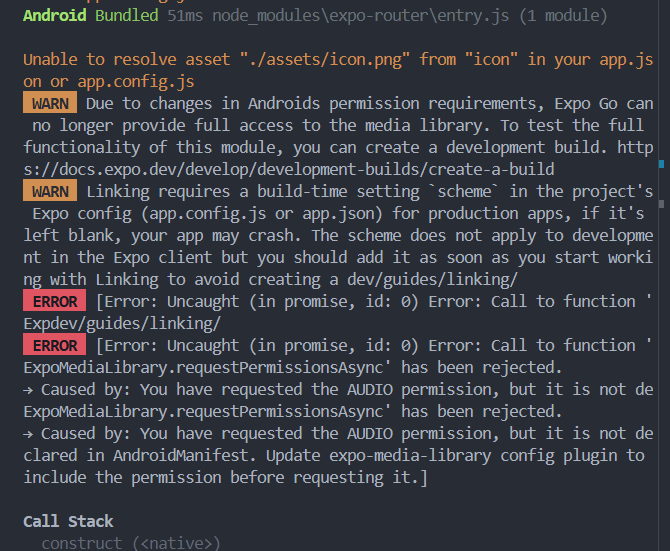 Android Bundled 51ms node_modules\expo-router\entry.js (1 module)
Unable to resolve asset "./assets/icon.png" from "icon" in your app.js
on or app.config.js
WARN Due to changes in Androids permission requirements, Expo Go can
no longer provide full access to the media library. To test the full
functionality of this module, you can create a development build. http
s://docs.expo.dev/develop/development-builds/create-a-build
WARN Linking requires a build-time setting `scheme` in the project's
Expo config (app.config.js or app.json) for production apps, if it's
left blank, your app may crash. The scheme does not apply to developme
nt in the Expo client but you should add it as soon as you start worki
ng with Linking to avoid creating a dev/guides/linking/
ERROR [Error: Uncaught (in promise, id: 0) Error: Call to function '
Expdev/guides/linking/
ERROR [Error: Uncaught (in promise, id: 0) Error: Call to function '
ExpoMediaLibrary.requestPermissionsAsync' has been rejected.
→ Caused by: You have requested the AUDIO permission, but it is not de
ExpoMediaLibrary.requestPermissionsAsync' has been rejected.
→ Caused by: You have requested the AUDIO permission, but it is not de
clared in AndroidManifest. Update expo-media-library config plugin to
include the permission before requesting it.]
Call Stack
construct (<native>)